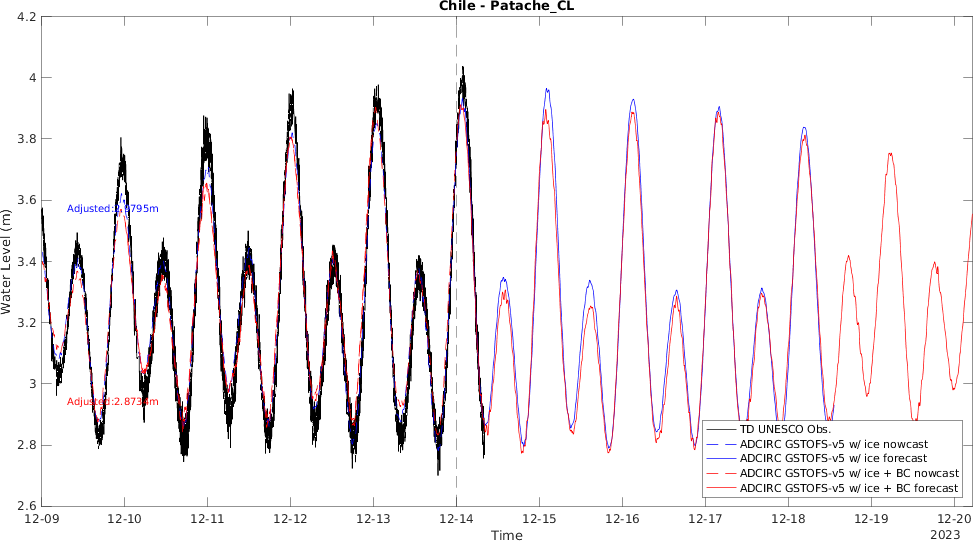 Chile - Patache_CL
4.2
4
3.8
3.6
3.4
3.2
3
2.8
2.6
Water Level (m)
Adjusted:
795m
Adjusted:2.873
m
TD UNESCO Obs.
ADCIRC GSTOFS-v5 w/ ice nowcast
ADCIRC GSTOFS-v5 w/ ice forecast
ADCIRC GSTOFS-v5 w/ ice + BC nowcast
ADCIRC GSTOFS-v5 w/ ice + BC forecast
12-09 12-10 12-11 12-12 12-13 12-14 12-15 12-16 12-17 12-18 12-19 12-20
Time
2023